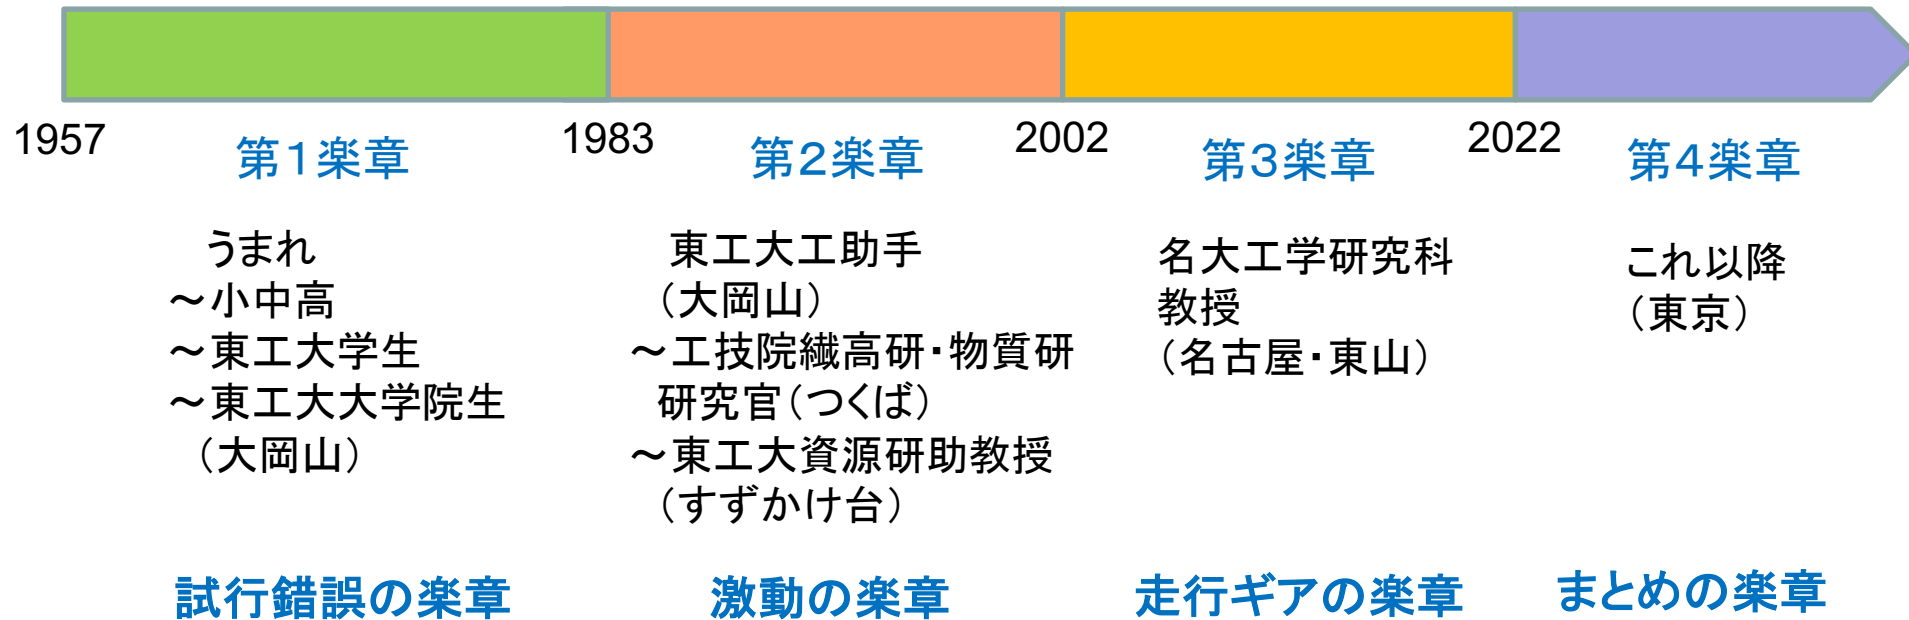 1957
1983
2002
2022
第1楽章
第2楽章
第3楽章
第4楽章
うまれ
～小中高
～東工大学生
～東工大大学院生
（大岡山）
東工大工助手
（大岡山）
～工技院繊高研・物質研
研究官（つくば）
～東工大資源研助教授
（すずかけ台）
名大工学研究科
教授
（名古屋・東山）
これ以降
（東京）
試行錯誤の楽章
激動の楽章
走行ギアの楽章
まとめの楽章